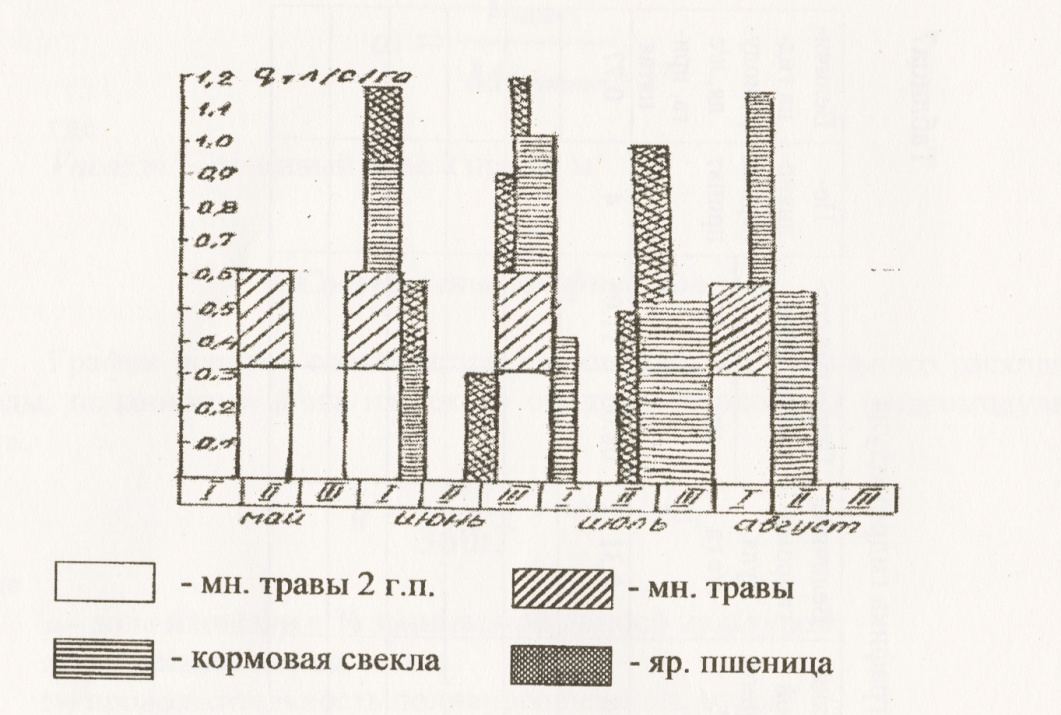 1,2 q, л/с/га
1,1
1,0
0,9
0,8
0,7
0,6
0,5
0,4
0,3
0,2
0,1
I II III I II III I II III I II III
май июнь июль август
- мн. травы 2 г.п. - мн. травы
- кормовая свекла - яр. пшеница